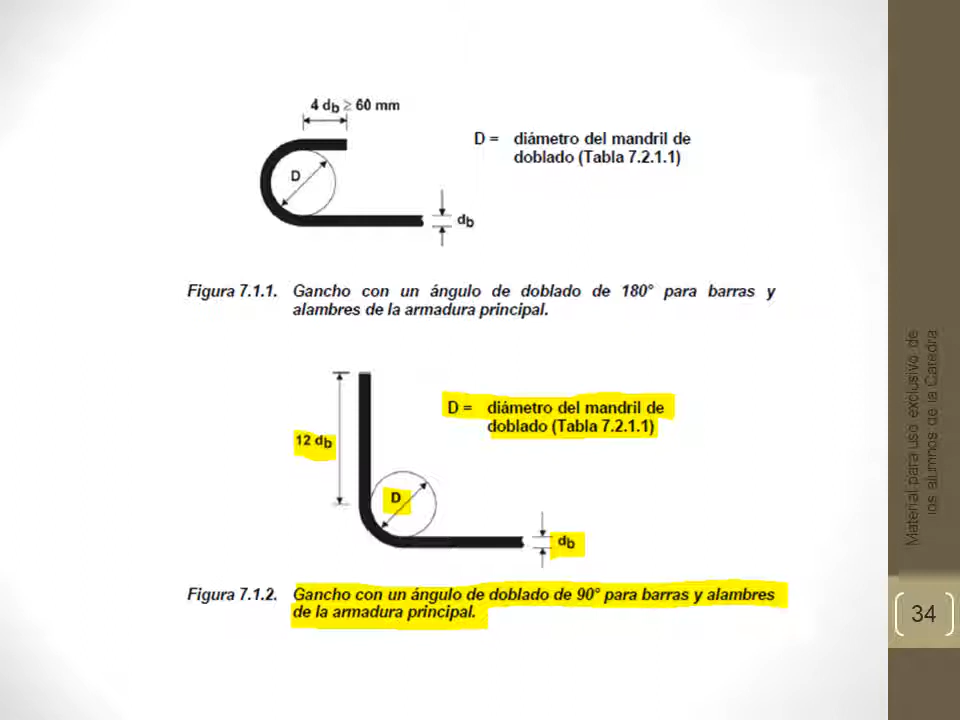 4 db ≥ 60 mm
D = diámetro del mandril de
doblado (Tabla 7.2.1.1)
D
db
Figura 7.1.1. Gancho con un ángulo de doblado de 180° para barras y
alambres de la armadura principal.
D = diámetro del mandril de
doblado (Tabla 7.2.1.1)
12 db
D
db
Figura 7.1.2. Gancho con un ángulo de doblado de 90° para barras y alambres
de la armadura principal.
Material para uso exclusivo de
los alumnos de la Catedra
34